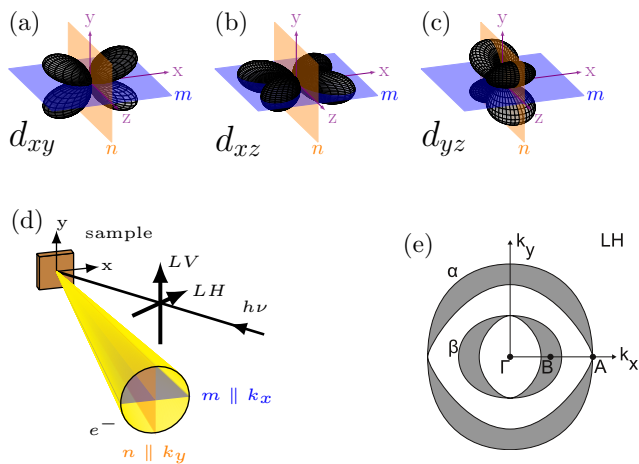 (a)
y
x
m
z
n
d_{xy}
(b)
y
x
m
z
n
d_{xz}
(c)
y
x
m
z
n
d_{yz}
(d)
y
sample
x
LV
LH
hν
m ∥ k_x
e^−
n ∥ k_y
(e)
k_y
LH
α
β
Γ
B
A
k_x